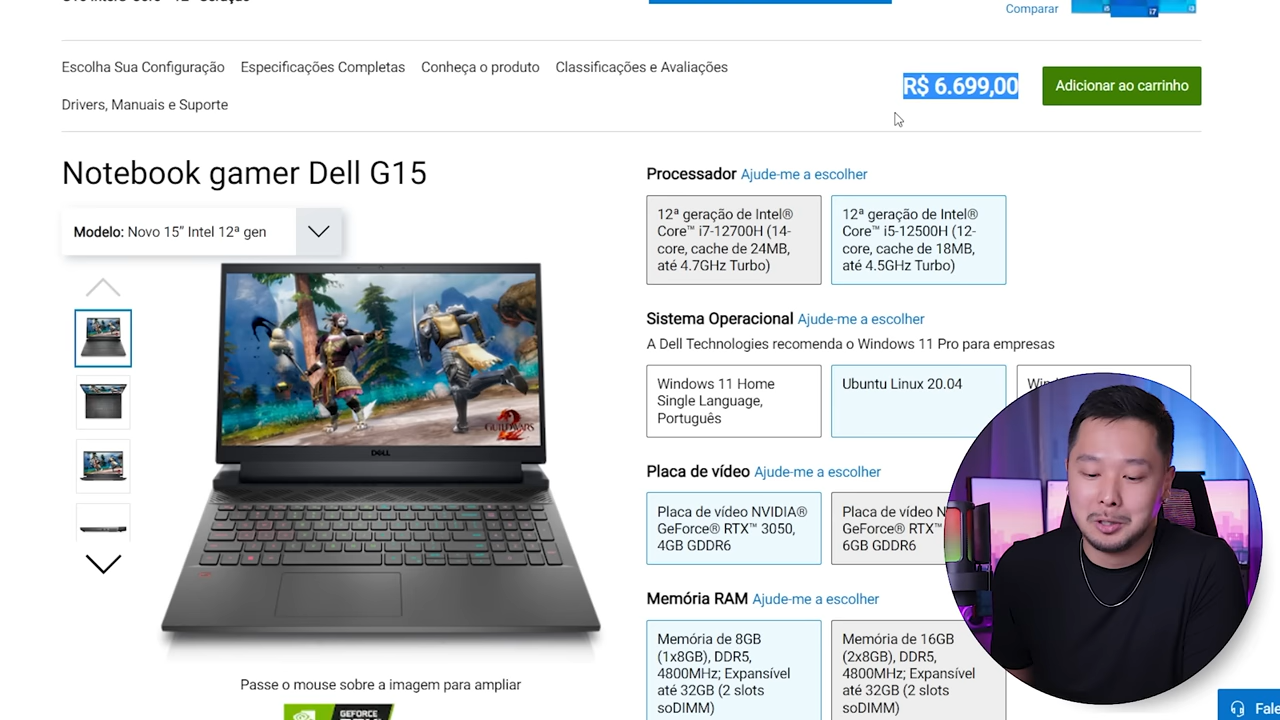 Comparar
Escolha Sua Configuração
Especificações Completas
Conheça o produto
Classificações e Avaliações
Drivers, Manuais e Suporte
R$ 6.699,00
Adicionar ao carrinho
Notebook gamer Dell G15
Modelo: Novo 15” Intel 12ª gen
DELL
GUILD WARS
Passe o mouse sobre a imagem para ampliar
GEFORCE
Processador Ajude-me a escolher
12ª geração de Intel®
Core™ i7-12700H (14-
core, cache de 24MB,
até 4.7GHz Turbo)
12ª geração de Intel®
Core™ i5-12500H (12-
core, cache de 18MB,
até 4.5GHz Turbo)
Sistema Operacional Ajude-me a escolher
A Dell Technologies recomenda o Windows 11 Pro para empresas
Windows 11 Home
Single Language,
Português
Ubuntu Linux 20.04
Placa de vídeo Ajude-me a escolher
Placa de vídeo NVIDIA®
GeForce® RTX™ 3050,
4GB GDDR6
Placa de vídeo N
GeForce® RTX™
6GB GDDR6
Memória RAM Ajude-me a escolher
Memória de 8GB
(1x8GB), DDR5,
4800MHz; Expansível
até 32GB (2 slots
soDIMM)
Memória de 16GB
(2x8GB), DDR5,
4800MHz; Expansível
até 32GB (2 slots
soDIMM)
Fale